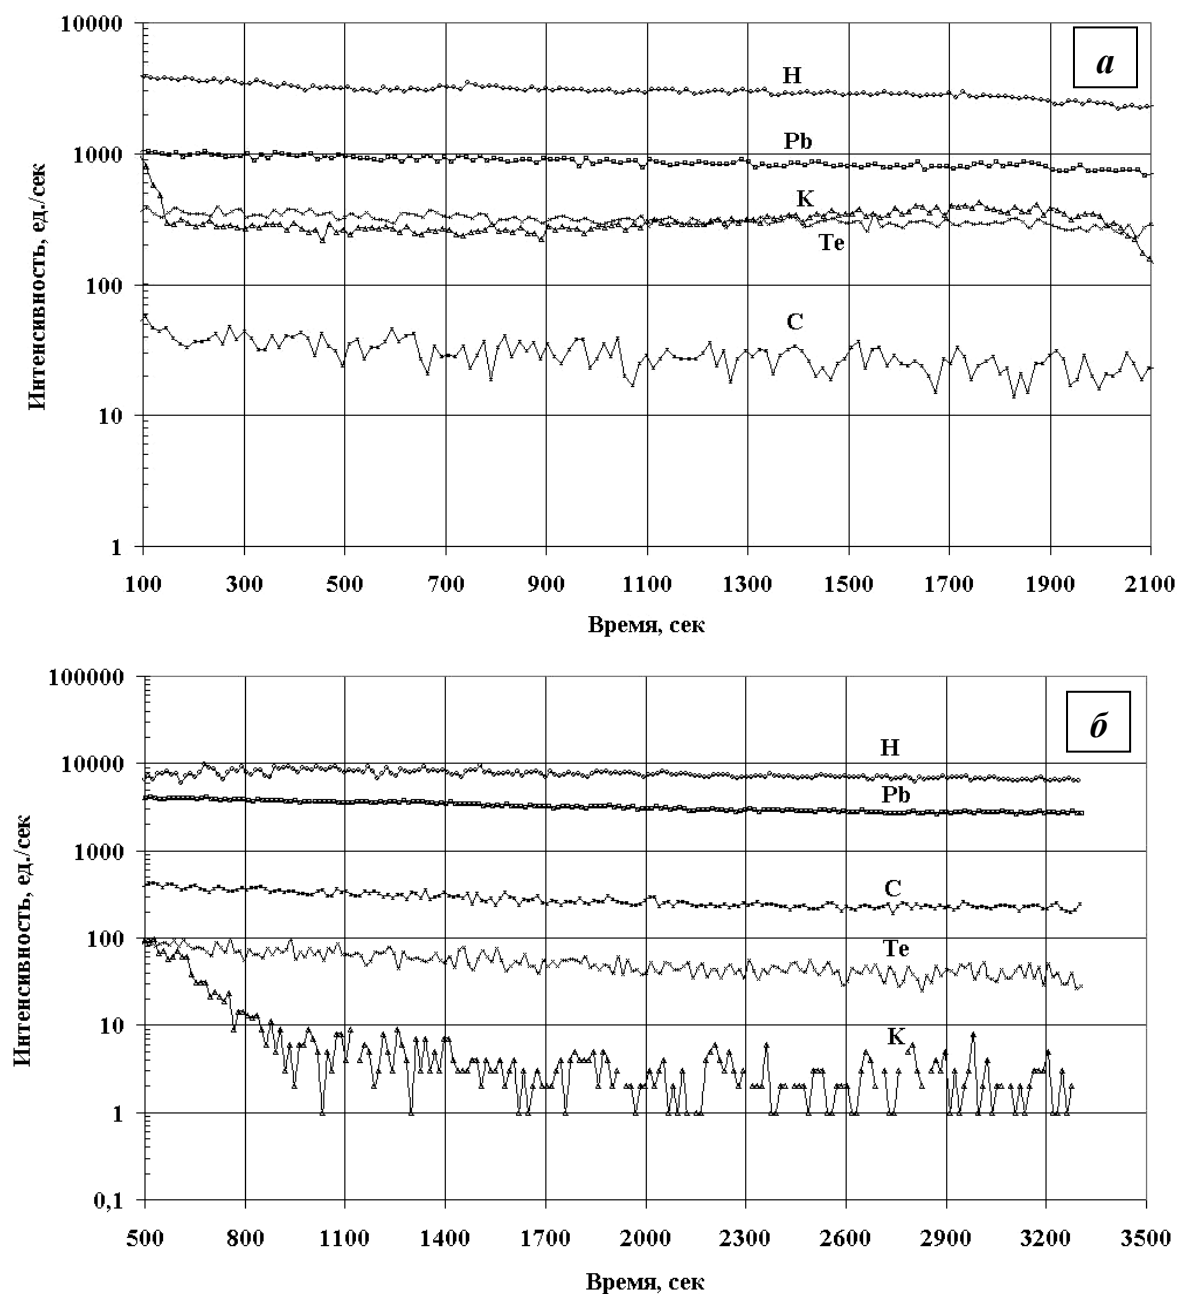 10000
а
H
Pb
1000
K
Te
100
C
10
1
Интенсивность, ед./сек
100 300 500 700 900 1100 1300 1500 1700 1900 2100
Время, сек
100000
б
H
10000
Pb
1000
C
100
Te
10
K
1
0,1
Интенсивность, ед./сек
500 800 1100 1400 1700 2000 2300 2600 2900 3200 3500
Время, сек